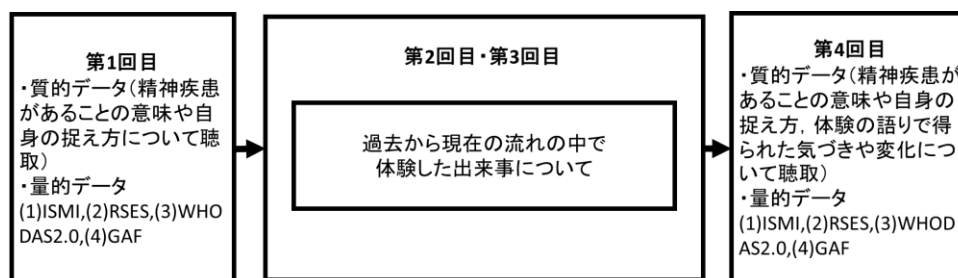 第1回目
・質的データ(精神疾患
があることの意味や自
身の捉え方について聴
取)
・量的データ
(1)ISMI,(2)RSES,(3)WHO
DAS2.0,(4)GAF
第2回目・第3回目
過去から現在の流れの中で
体験した出来事について
第4回目
・質的データ(精神疾患が
あることの意味や自身の
捉え方, 体験の語りで得
られた気づきや変化につ
いて聴取)
・量的データ
(1)ISMI,(2)RSES,(3)WHOD
AS2.0,(4)GAF